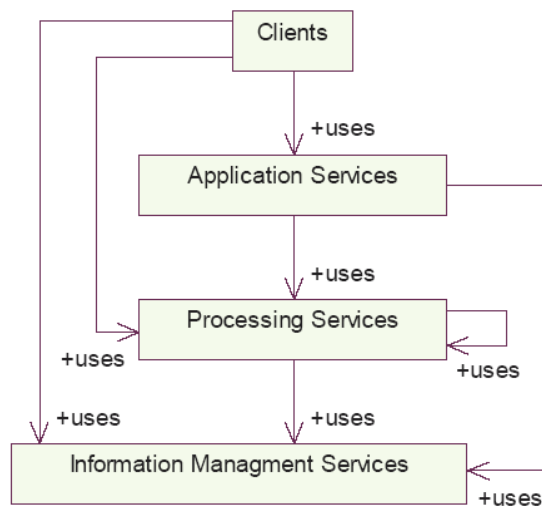 Clients
+uses
Application Services
+uses
Processing Services
+uses
+uses
+uses
+uses
Information Managment Services
+uses